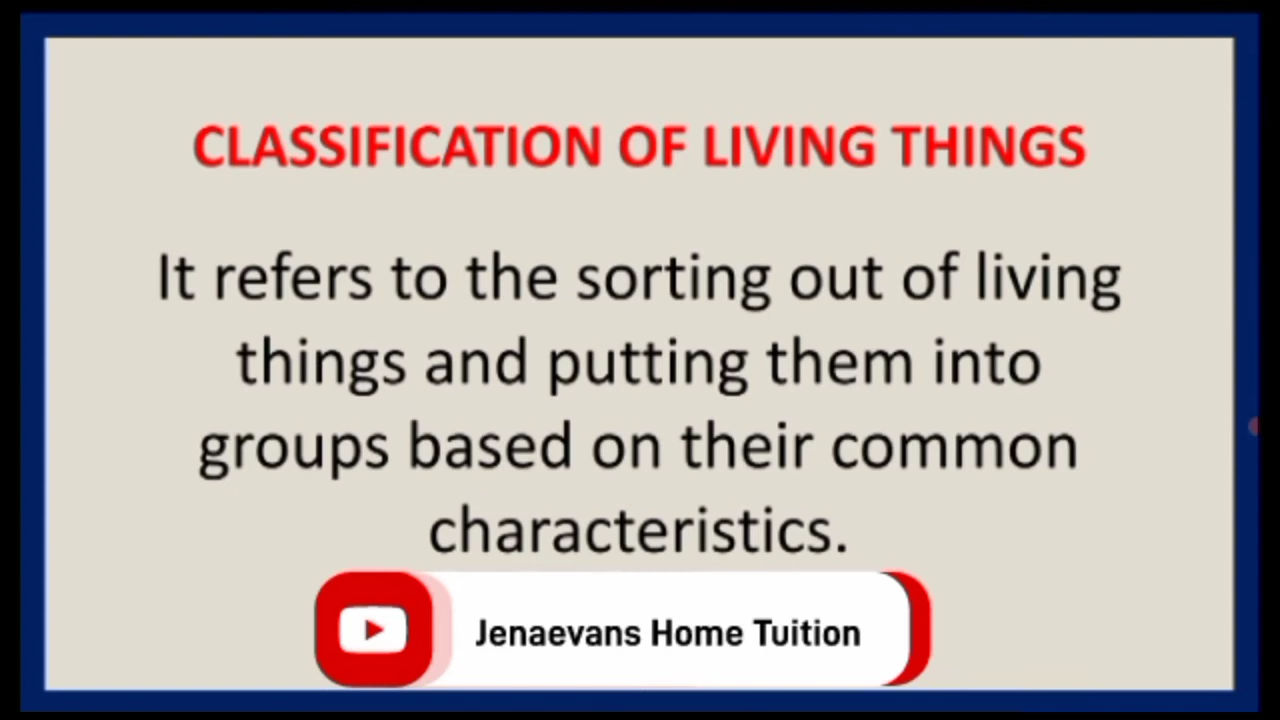 CLASSIFICATION OF LIVING THINGS
It refers to the sorting out of living
things and putting them into
groups based on their common
characteristics.
Jenaevans Home Tuition